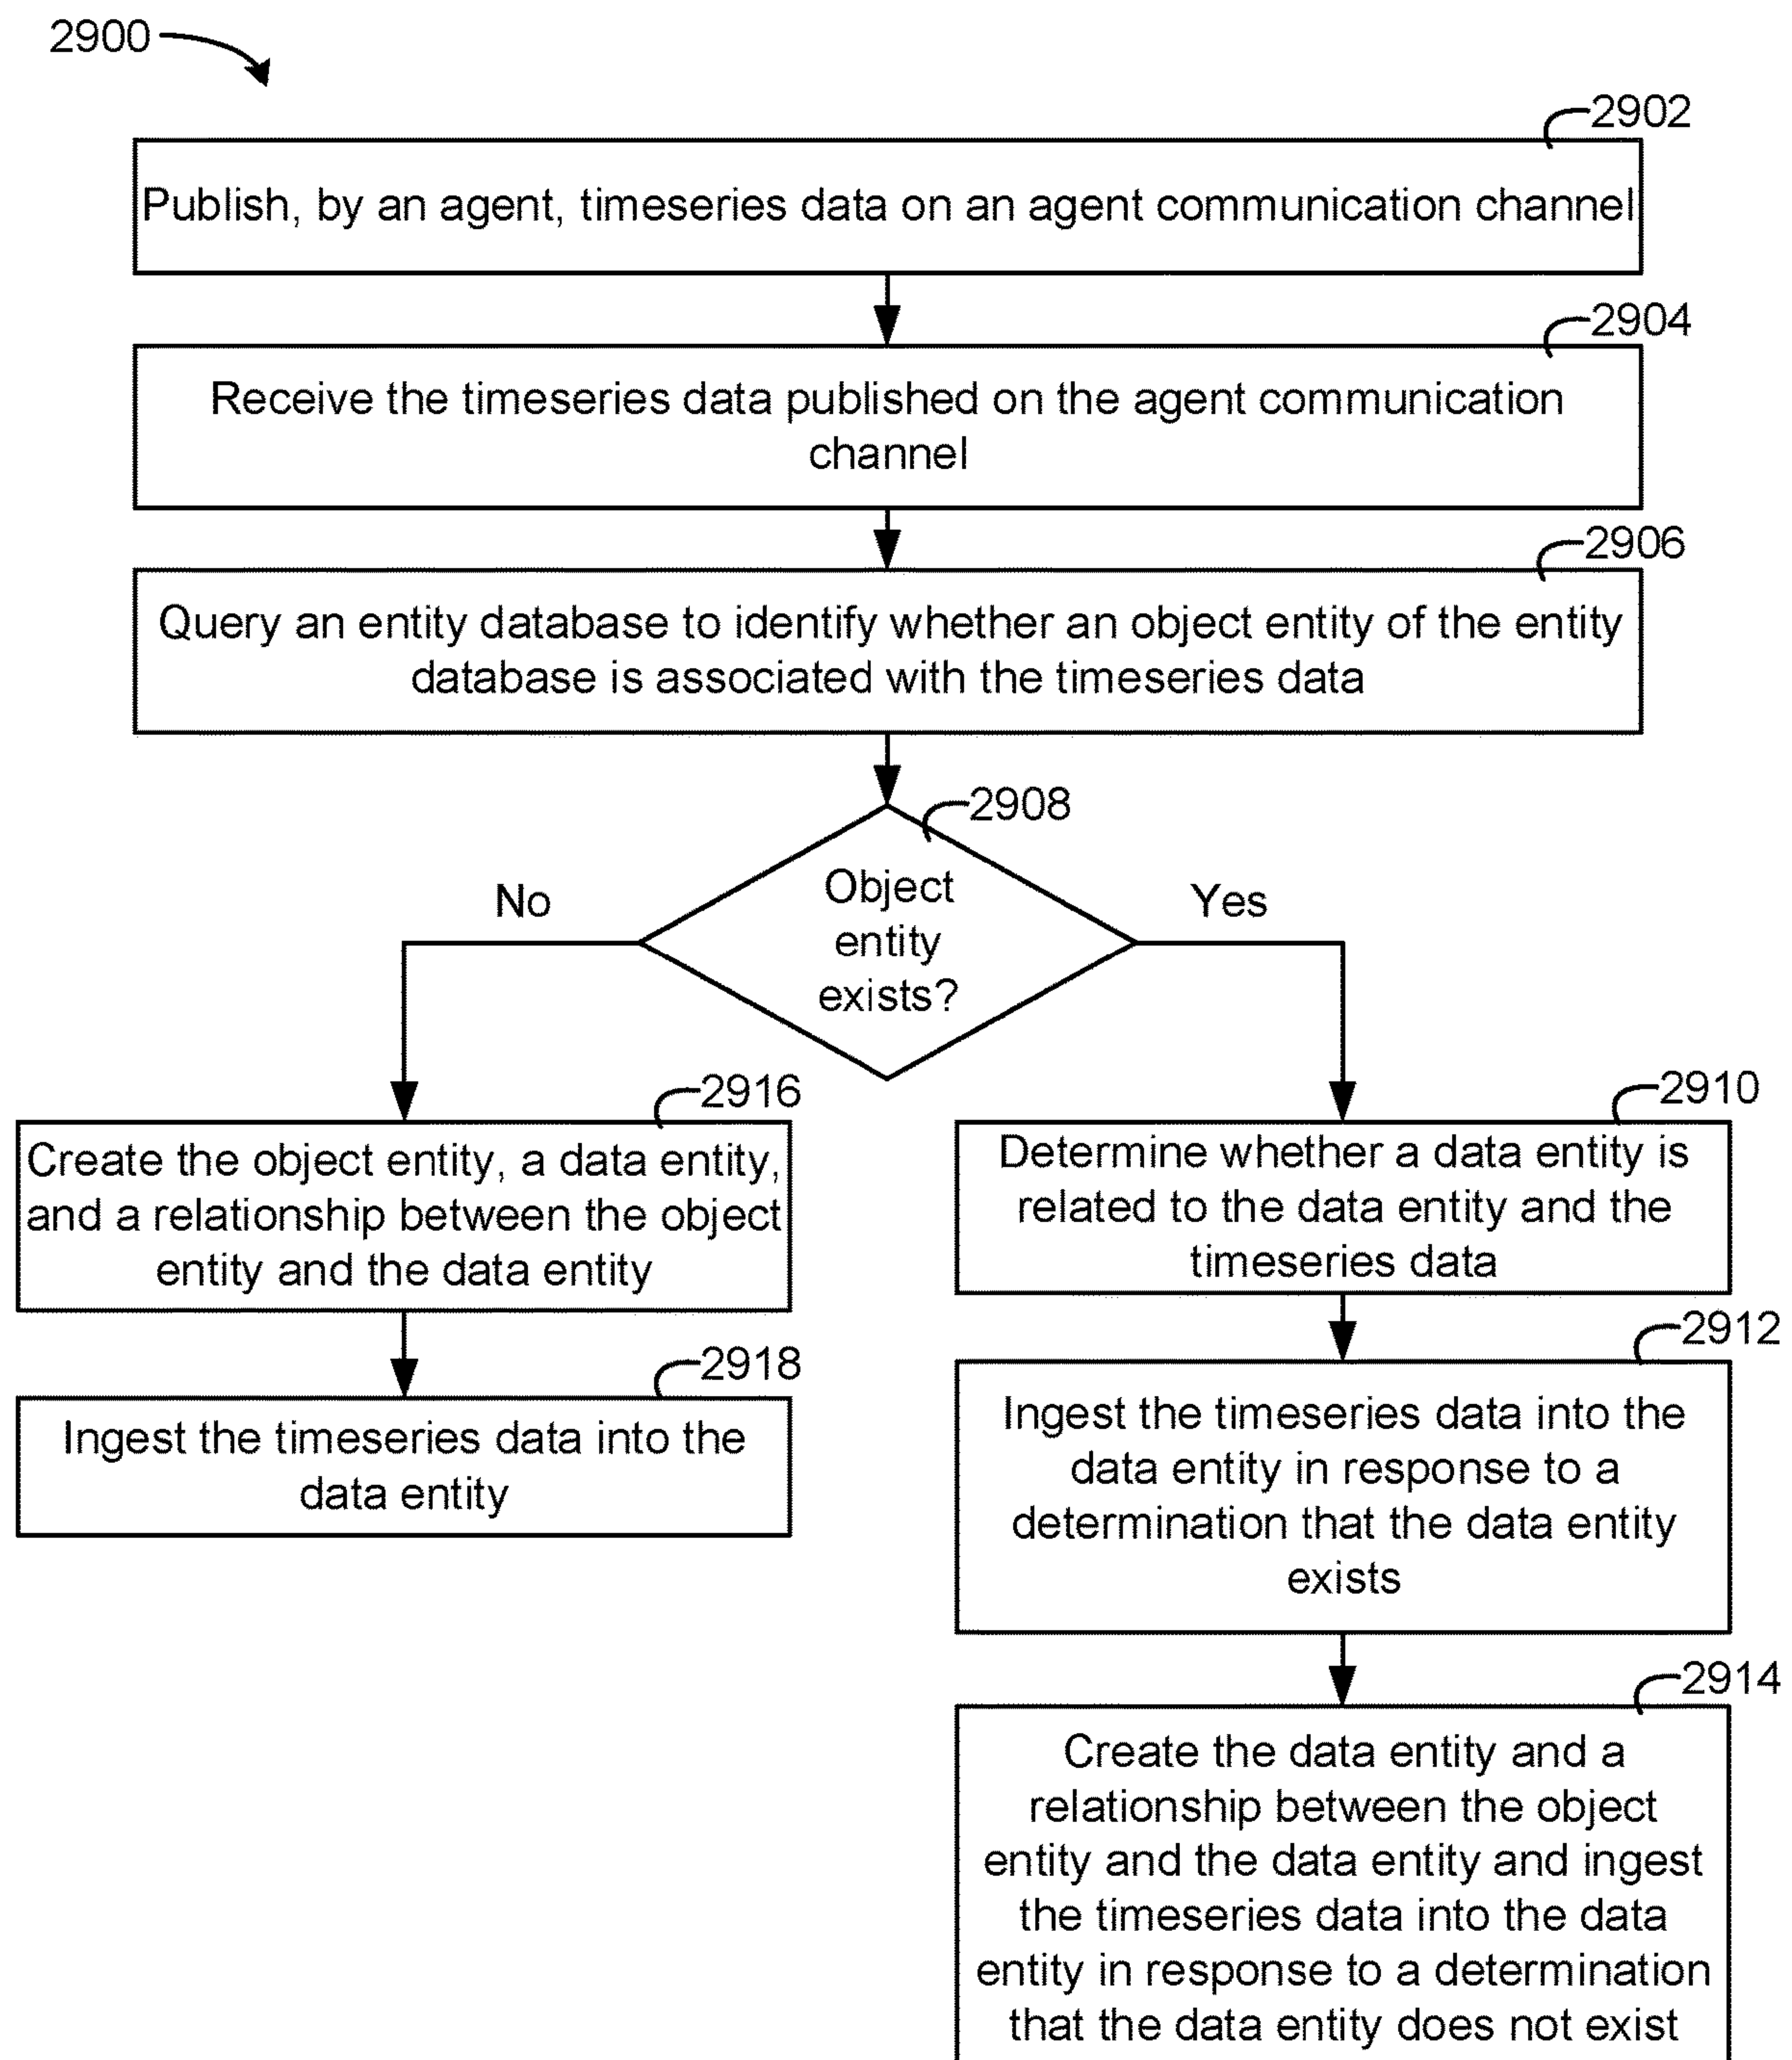 2900
2902
Publish, by an agent, timeseries data on an agent communication channel
2904
Receive the timeseries data published on the agent communication
channel
2906
Query an entity database to identify whether an object entity of the entity
database is associated with the timeseries data
2908
Object
entity
exists?
No
Yes
2916
Create the object entity, a data entity,
and a relationship between the object
entity and the data entity
2918
Ingest the timeseries data into the
data entity
2910
Determine whether a data entity is
related to the data entity and the
timeseries data
2912
Ingest the timeseries data into the
data entity in response to a
determination that the data entity
exists
2914
Create the data entity and a
relationship between the object
entity and the data entity and ingest
the timeseries data into the data
entity in response to a determination
that the data entity does not exist